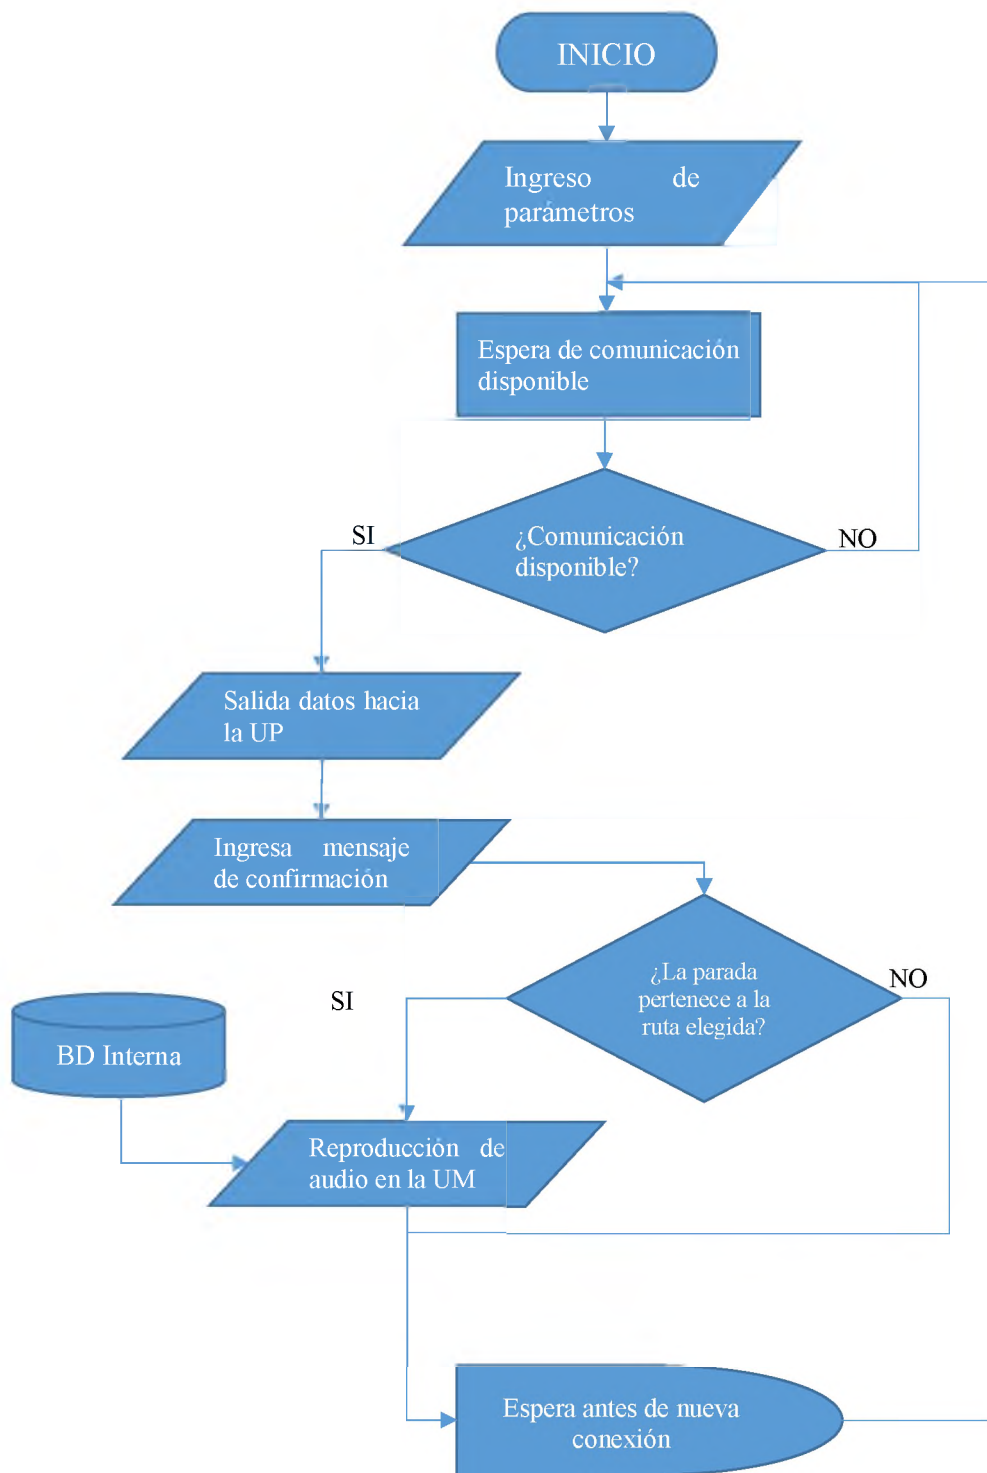 INICIO
Ingreso de
parámetros
Espera de comunicación
disponible
SI
¿Comunicación
disponible?
NO
Salida datos hacia
la UP
Ingresa mensaje
de confirmación
¿La parada
pertenece a la
ruta elegida?
NO
SI
BD Interna
Reproducción de
audio en la UM
Espera antes de nueva
conexión